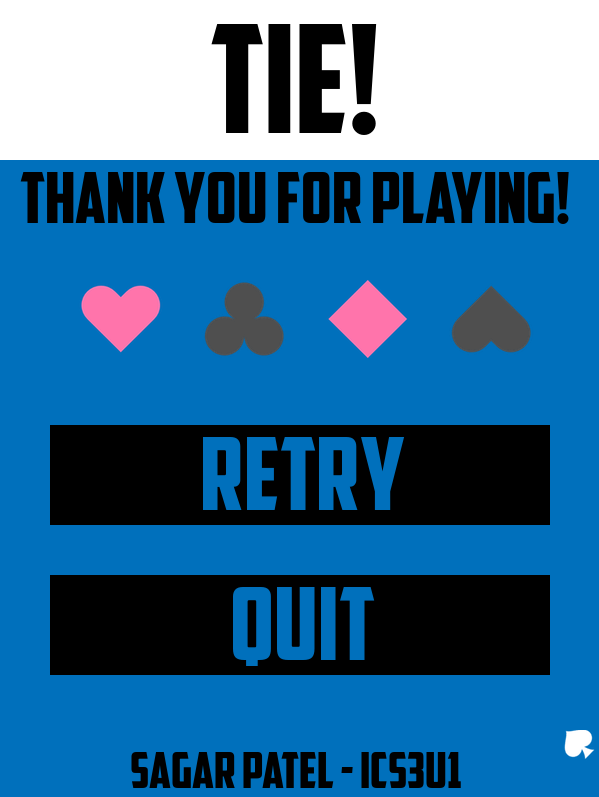 TIE!
THANK YOU FOR PLAYING!
RETRY
QUIT
SAGAR PATEL - ICS3U1